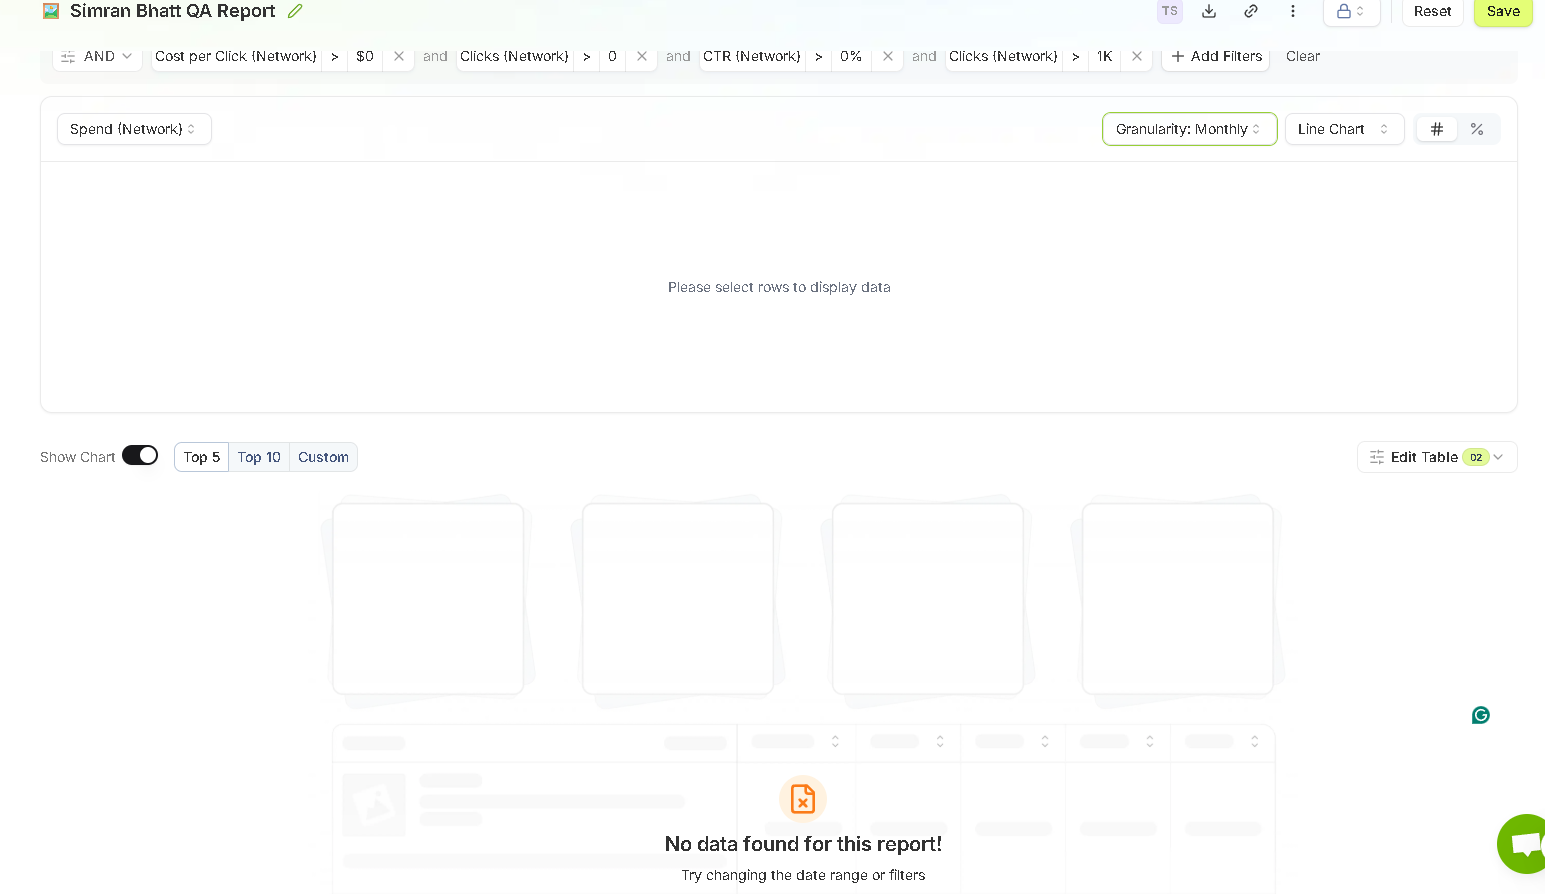 Simran Bhatt QA Report
TS
Reset
Save
AND
Cost per Click (Network) > $0
and
Clicks (Network) > 0
and
CTR (Network) > 0%
and
Clicks (Network) > 1K
Add Filters
Clear
Spend (Network)
Granularity: Monthly
Line Chart
# %
Please select rows to display data
Show Chart
Top 5
Top 10
Custom
Edit Table 02
No data found for this report!
Try changing the date range or filters